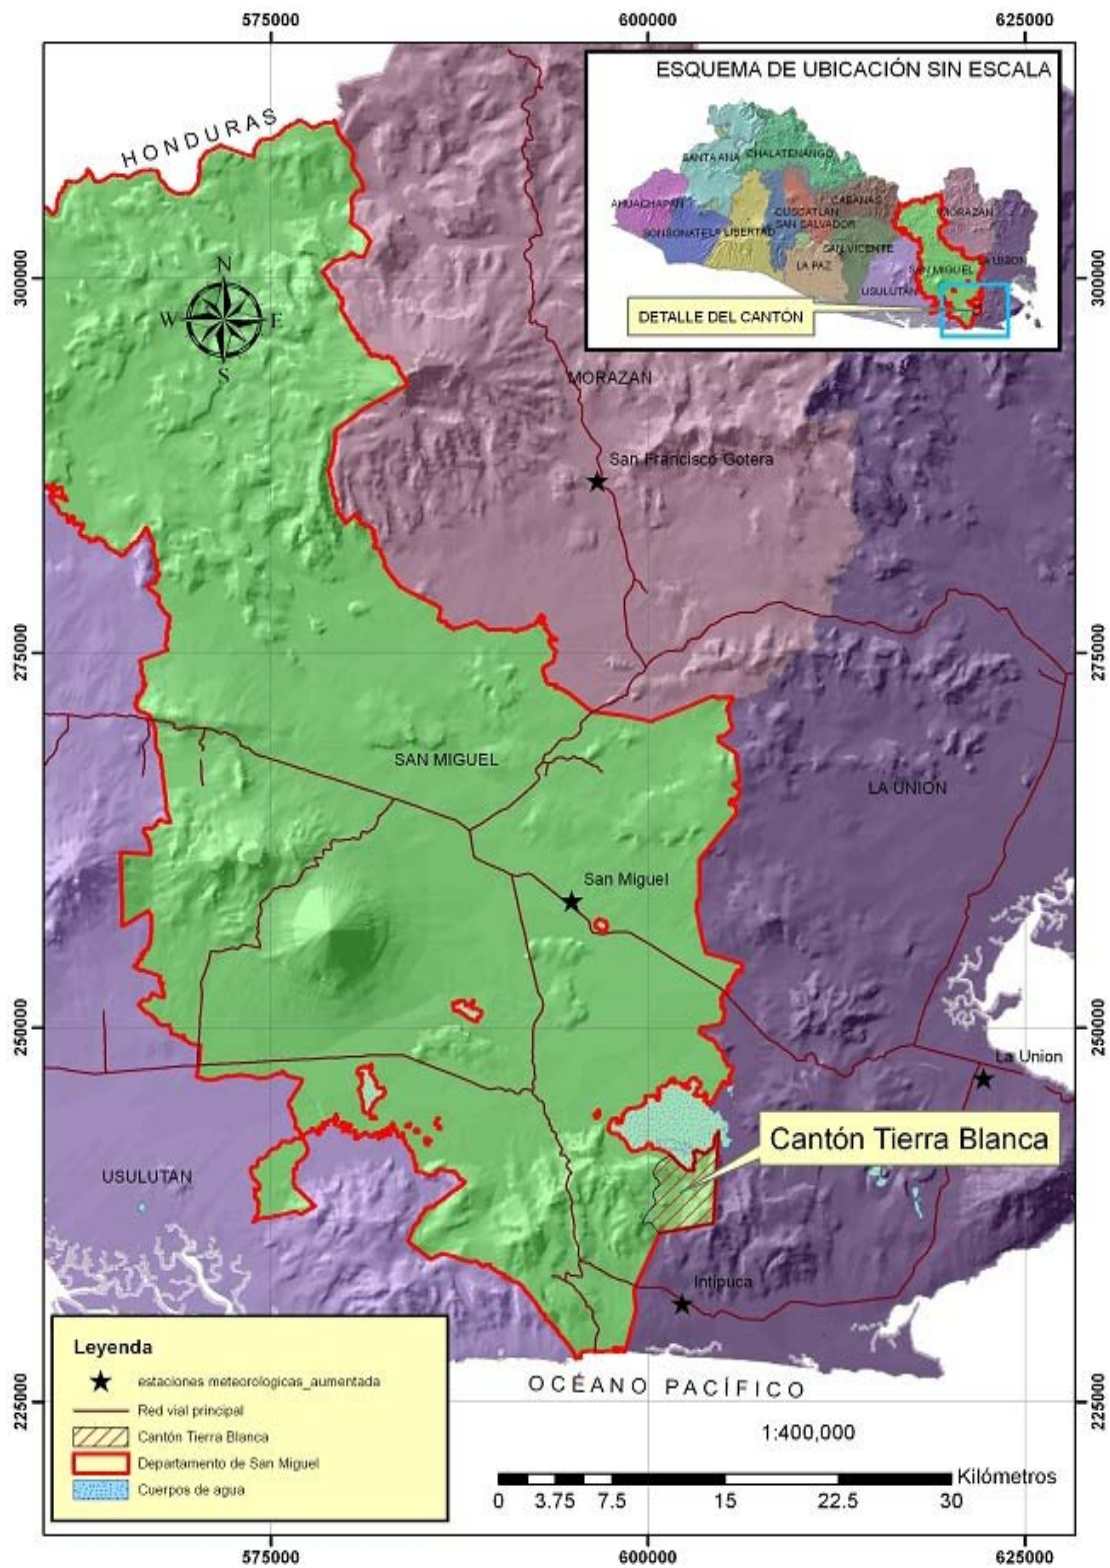 575000
600000
625000
ESQUEMA DE UBICACIÓN SIN ESCALA
HONDURAS
SANTA ANA
CHALATENANGO
AHUACHAPAN
CABAÑAS
CUSCATLAN
MORAZAN
SONSONATE
LA LIBERTAD
SAN SALVADOR
SAN VICENTE
LA UNION
LA PAZ
SAN MIGUEL
USULUTAN
DETALLE DEL CANTÓN
300000
300000
N
W
E
S
MORAZAN
San Francisco Gotera
275000
275000
SAN MIGUEL
LA UNION
San Miguel
250000
250000
La Union
Cantón Tierra Blanca
USULUTAN
Intipuca
Leyenda
estaciones meteorologicas_aumentada
Red vial principal
Cantón Tierra Blanca
Departamento de San Miguel
Cuerpos de agua
OCÉANO PACÍFICO
225000
225000
1:400,000
Kilómetros
0 3.75 7.5 15 22.5 30
575000
600000
625000